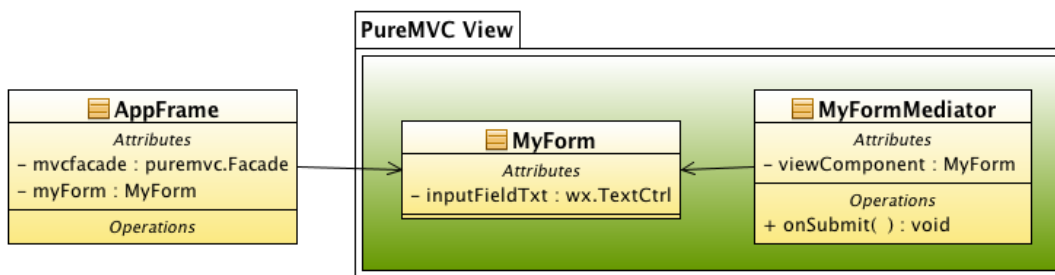 PureMVC View
AppFrame
Attributes
- mvcfacade : puremvc.Facade
- myForm : MyForm
Operations
MyForm
Attributes
- inputFieldTxt : wx.TextCtrl
MyFormMediator
Attributes
- viewComponent : MyForm
Operations
+ onSubmit( ) : void